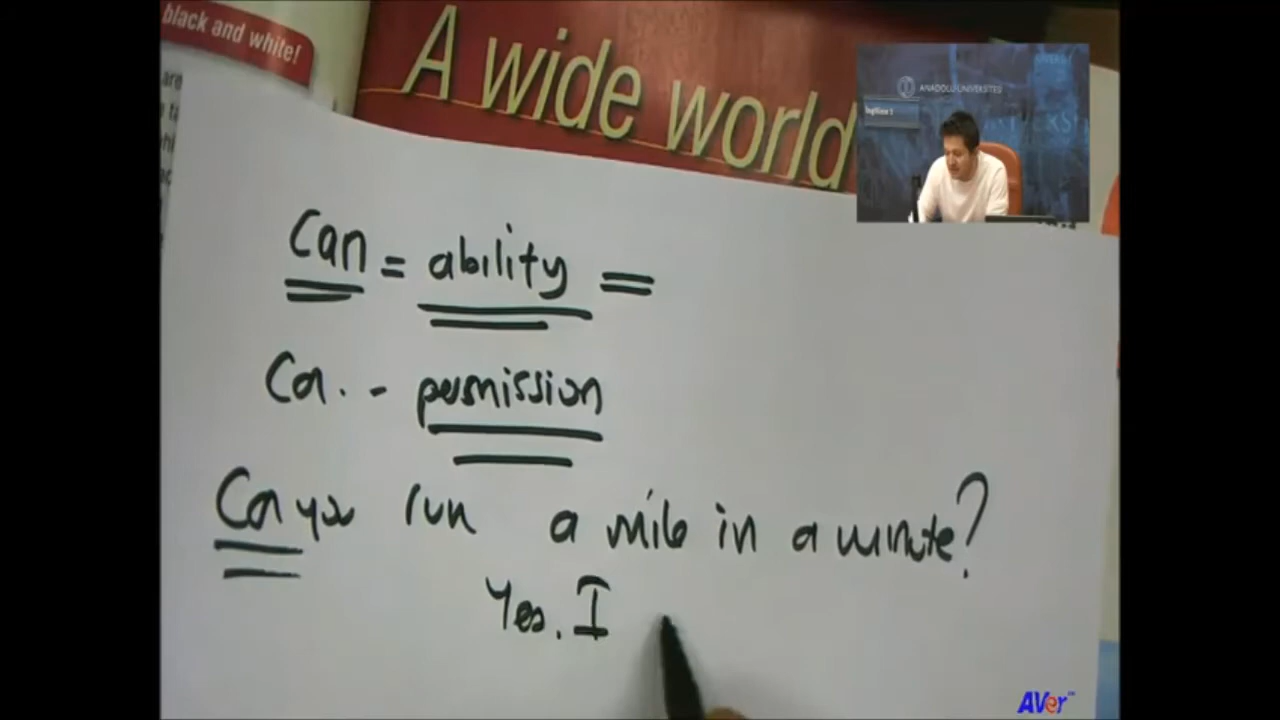 black and white!
A wide world
ANADOLU ÜNİVERSİTESİ
can = ability =
Ca. - permission
Can you run a mile in a minute?
Yes. I
AVer